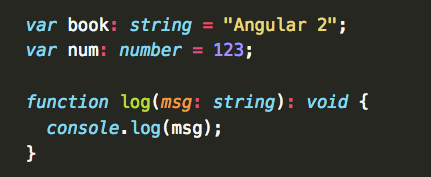 var book: string = "Angular 2";
var num: number = 123;
function log(msg: string): void {
console.log(msg);
}